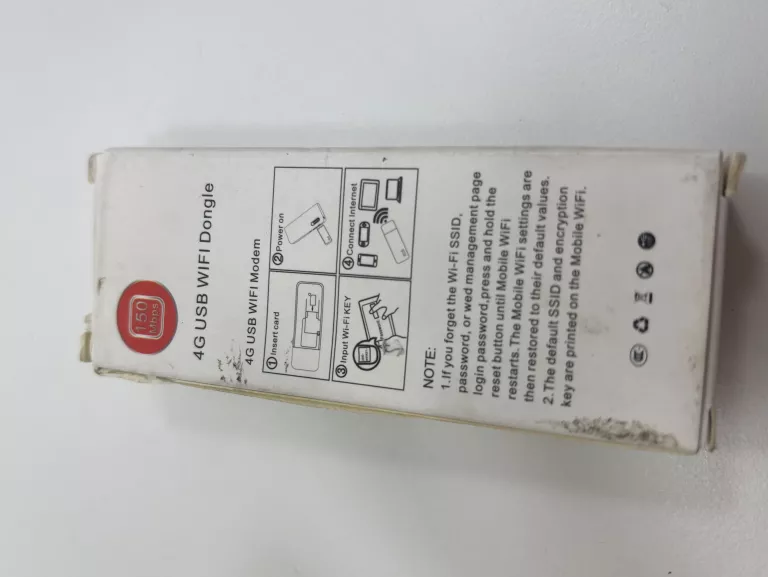 150
Mbps
4G USB WIFI Dongle
4G USB WIFI Modem
①Insert card
②Power on
③Input Wi-Fi KEY
④Connect Internet
NOTE:
1.If you forget the Wi-Fi SSID,
password, or wed management page
login password,press and hold the
reset button until Mobile WiFi
restarts.The Mobile WiFi settings are
then restored to their default values.
2.The default SSID and encryption
key are printed on the Mobile WiFi.